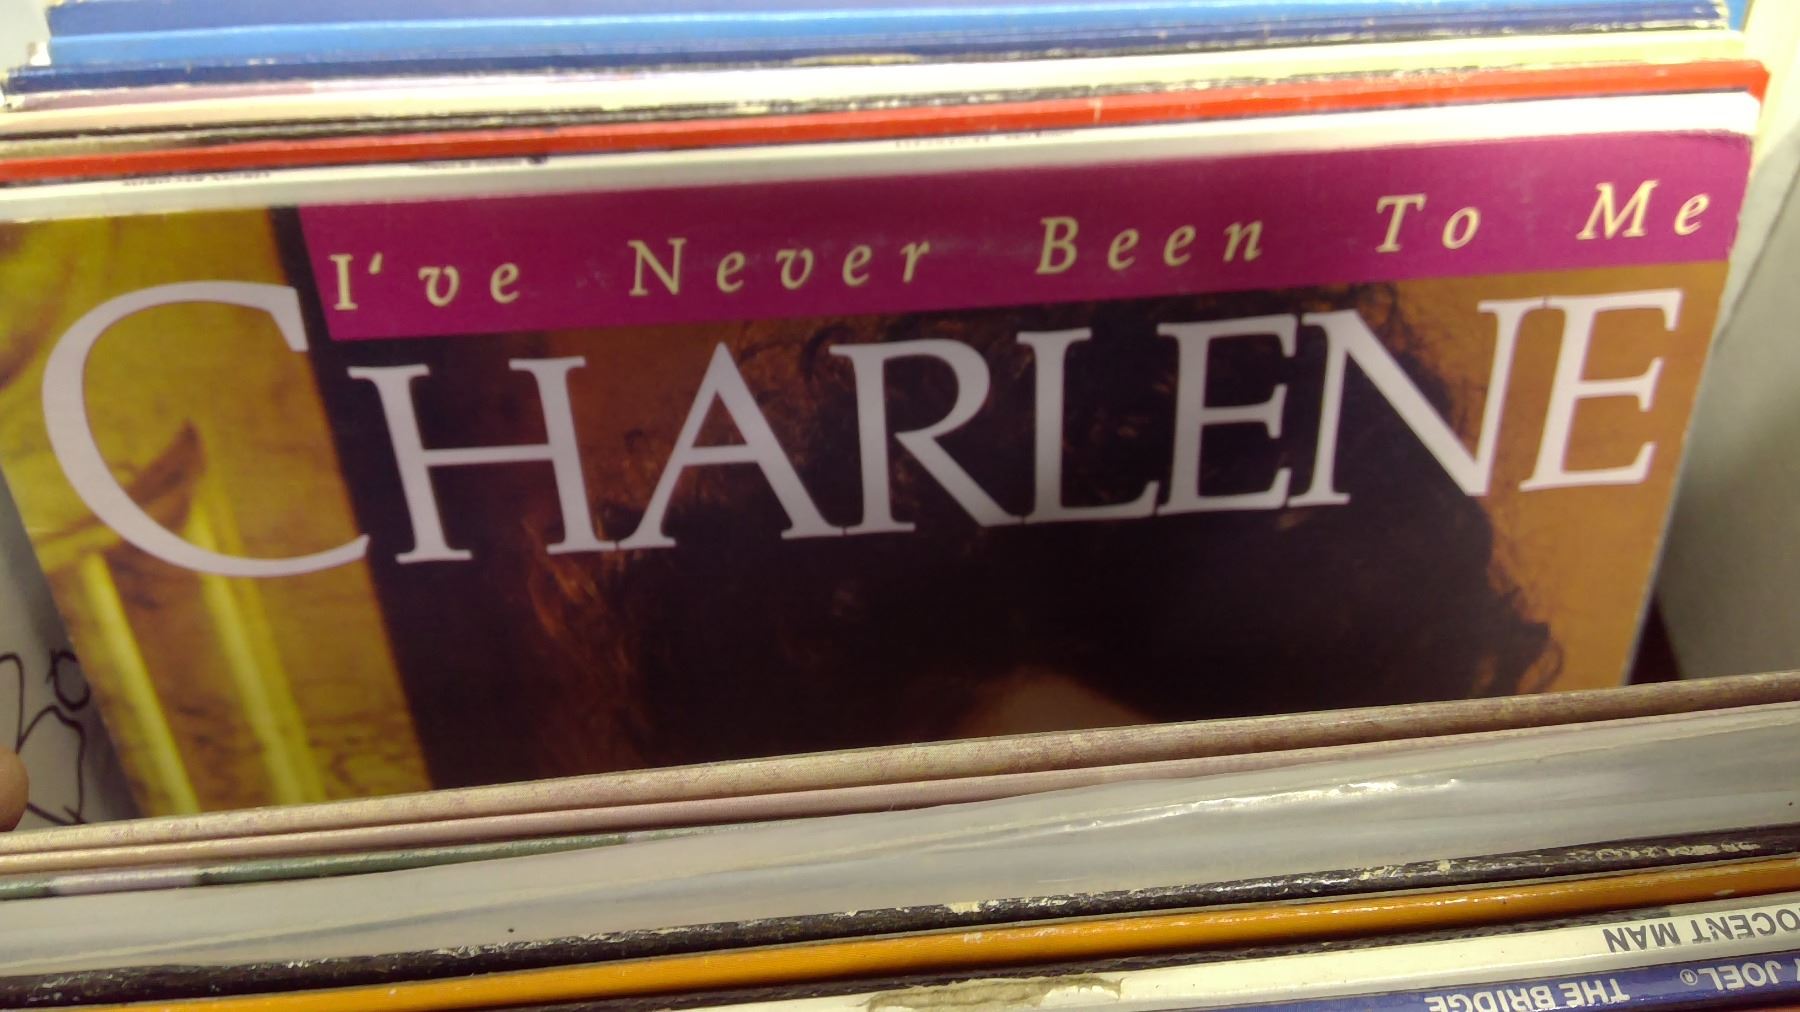 I‘ve Never Been To Me
CHARLENE
OCENT MAN
JOEL®
THE BRIDGE